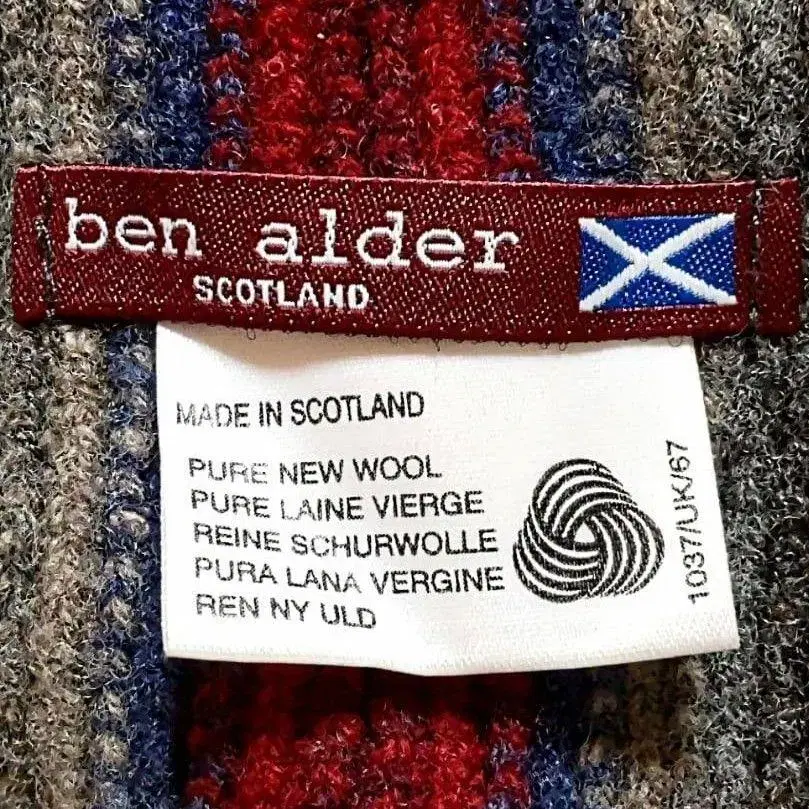 ben alder
SCOTLAND
MADE IN SCOTLAND
PURE NEW WOOL
PURE LAINE VIERGE
REINE SCHURWOLLE
PURA LANA VERGINE
REN NY ULD
1037/UK/67